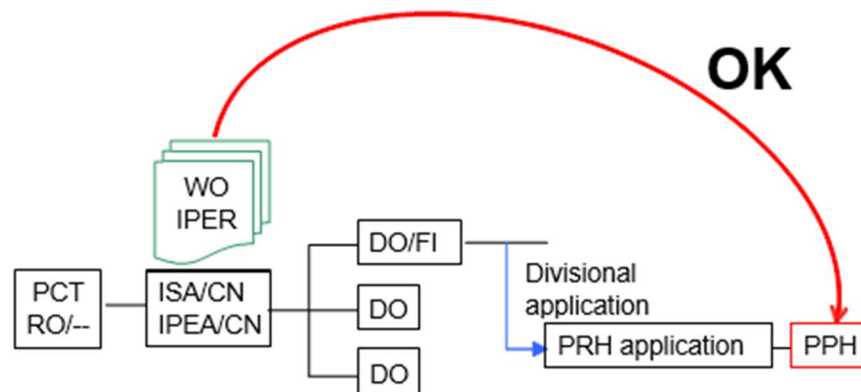 OK
WO
IPER
DO/FI
Divisional
application
PCT
RO/--
ISA/CN
IPEA/CN
DO
PRH application
PPH
DO